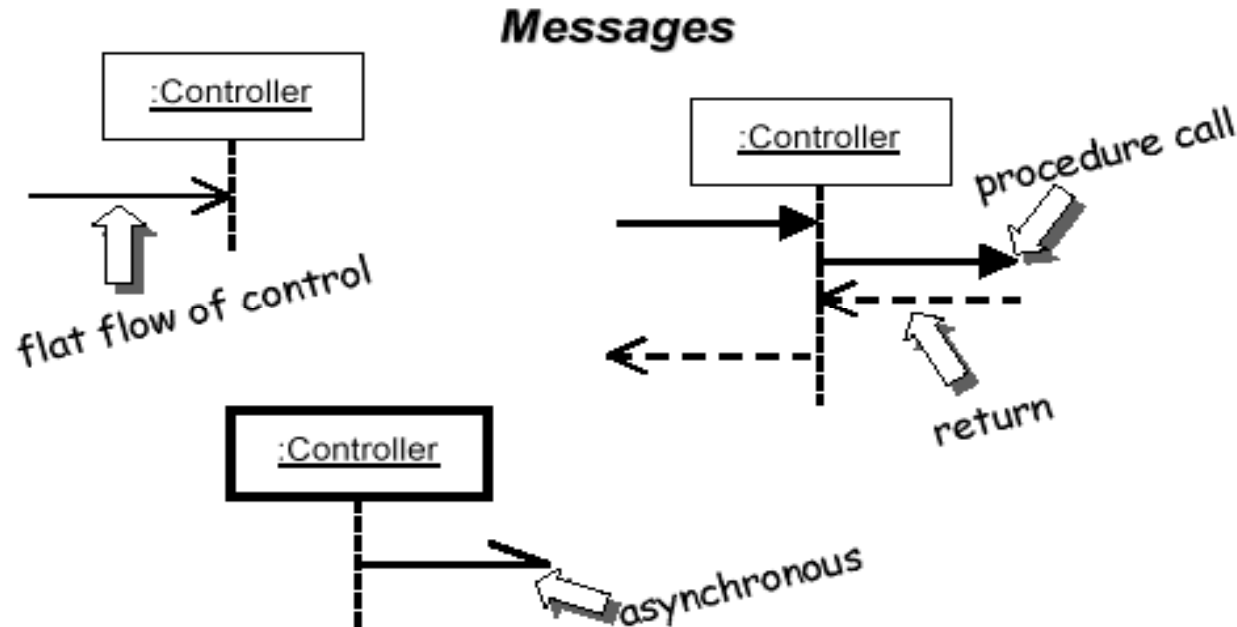 Messages
:Controller
flat flow of control
:Controller
procedure call
return
:Controller
asynchronous